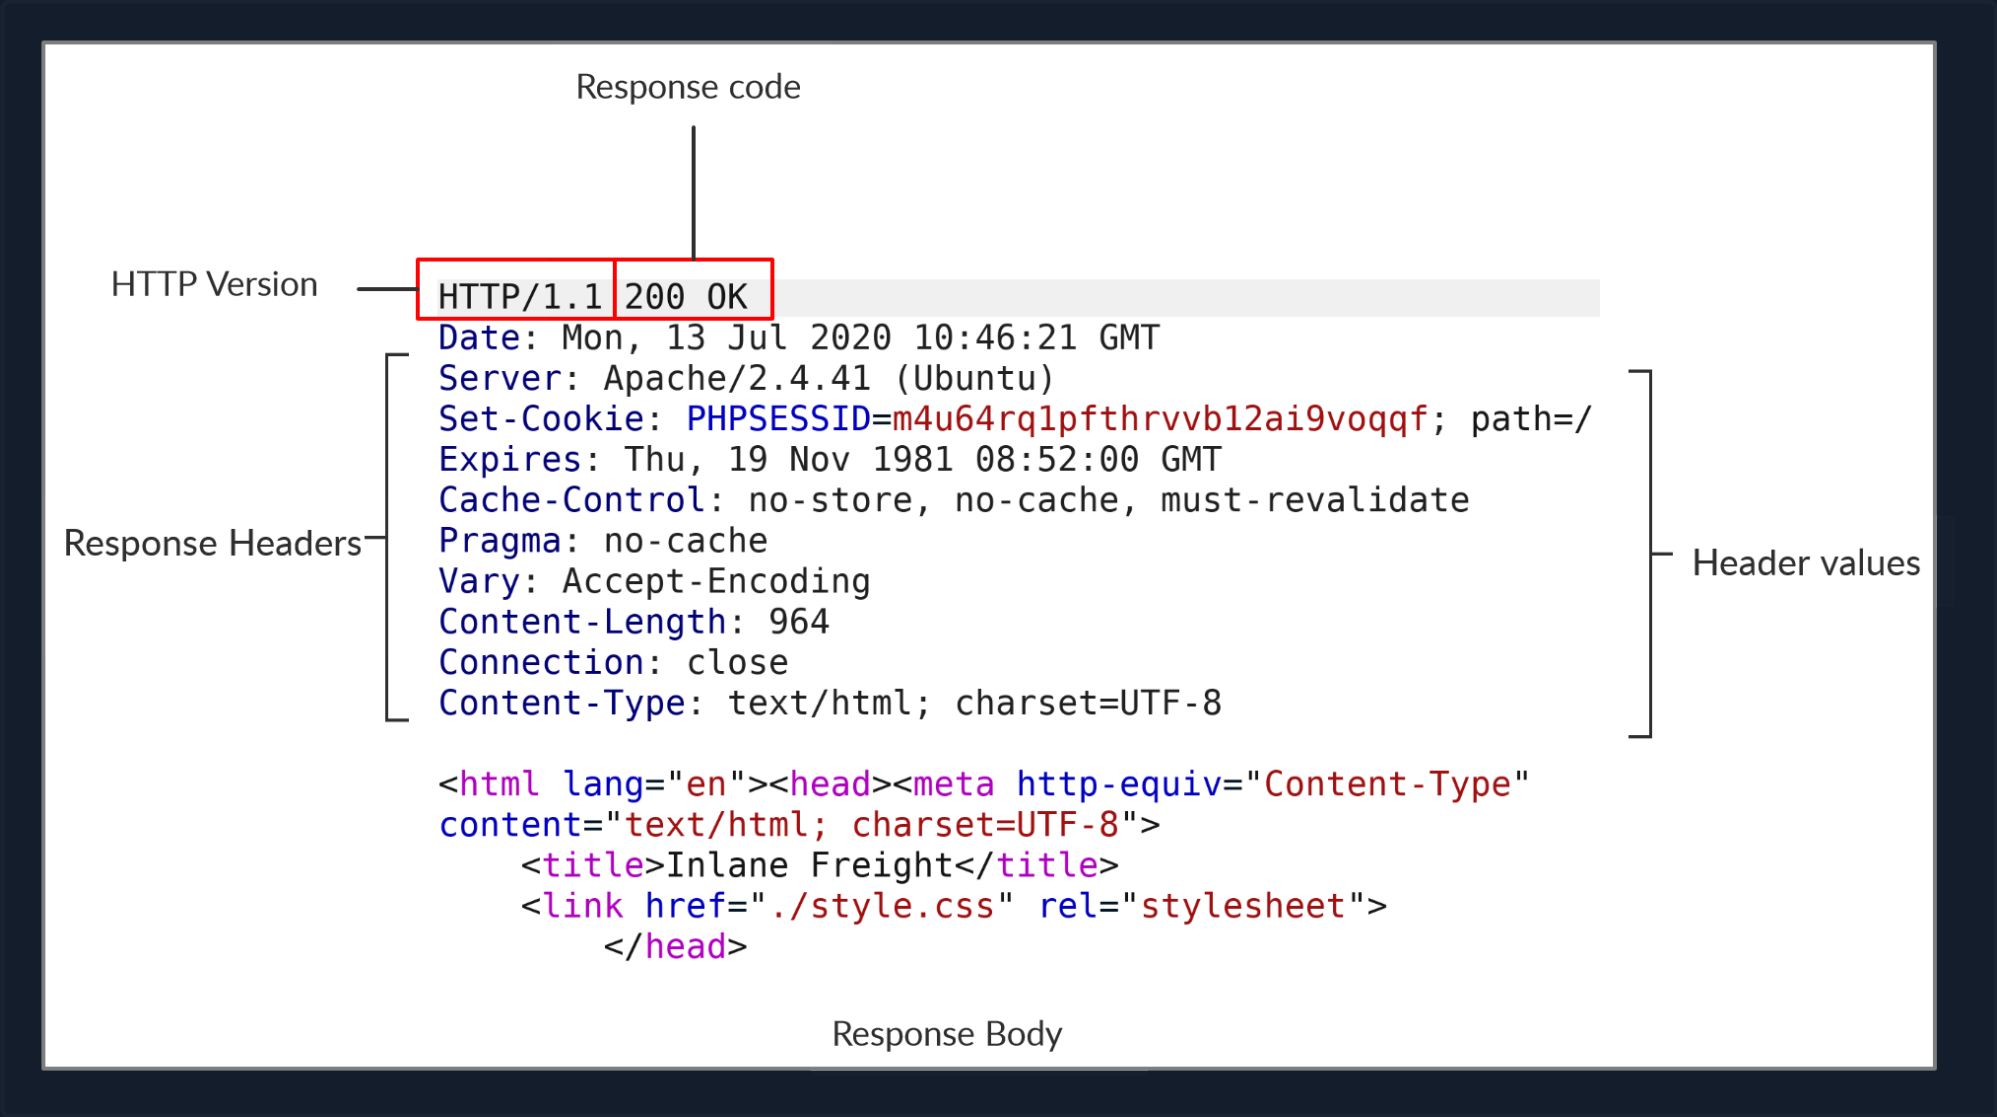 Response code
HTTP Version
HTTP/1.1 200 OK
Date: Mon, 13 Jul 2020 10:46:21 GMT
Server: Apache/2.4.41 (Ubuntu)
Set-Cookie: PHPSESSID=m4u64rq1pfthrvvb12ai9voqqf; path=/
Expires: Thu, 19 Nov 1981 08:52:00 GMT
Cache-Control: no-store, no-cache, must-revalidate
Response Headers
Pragma: no-cache
Header values
Vary: Accept-Encoding
Content-Length: 964
Connection: close
Content-Type: text/html; charset=UTF-8
<html lang="en"><head><meta http-equiv="Content-Type"
content="text/html; charset=UTF-8">
<title>Inlane Freight</title>
<link href="./style.css" rel="stylesheet">
</head>
Response Body